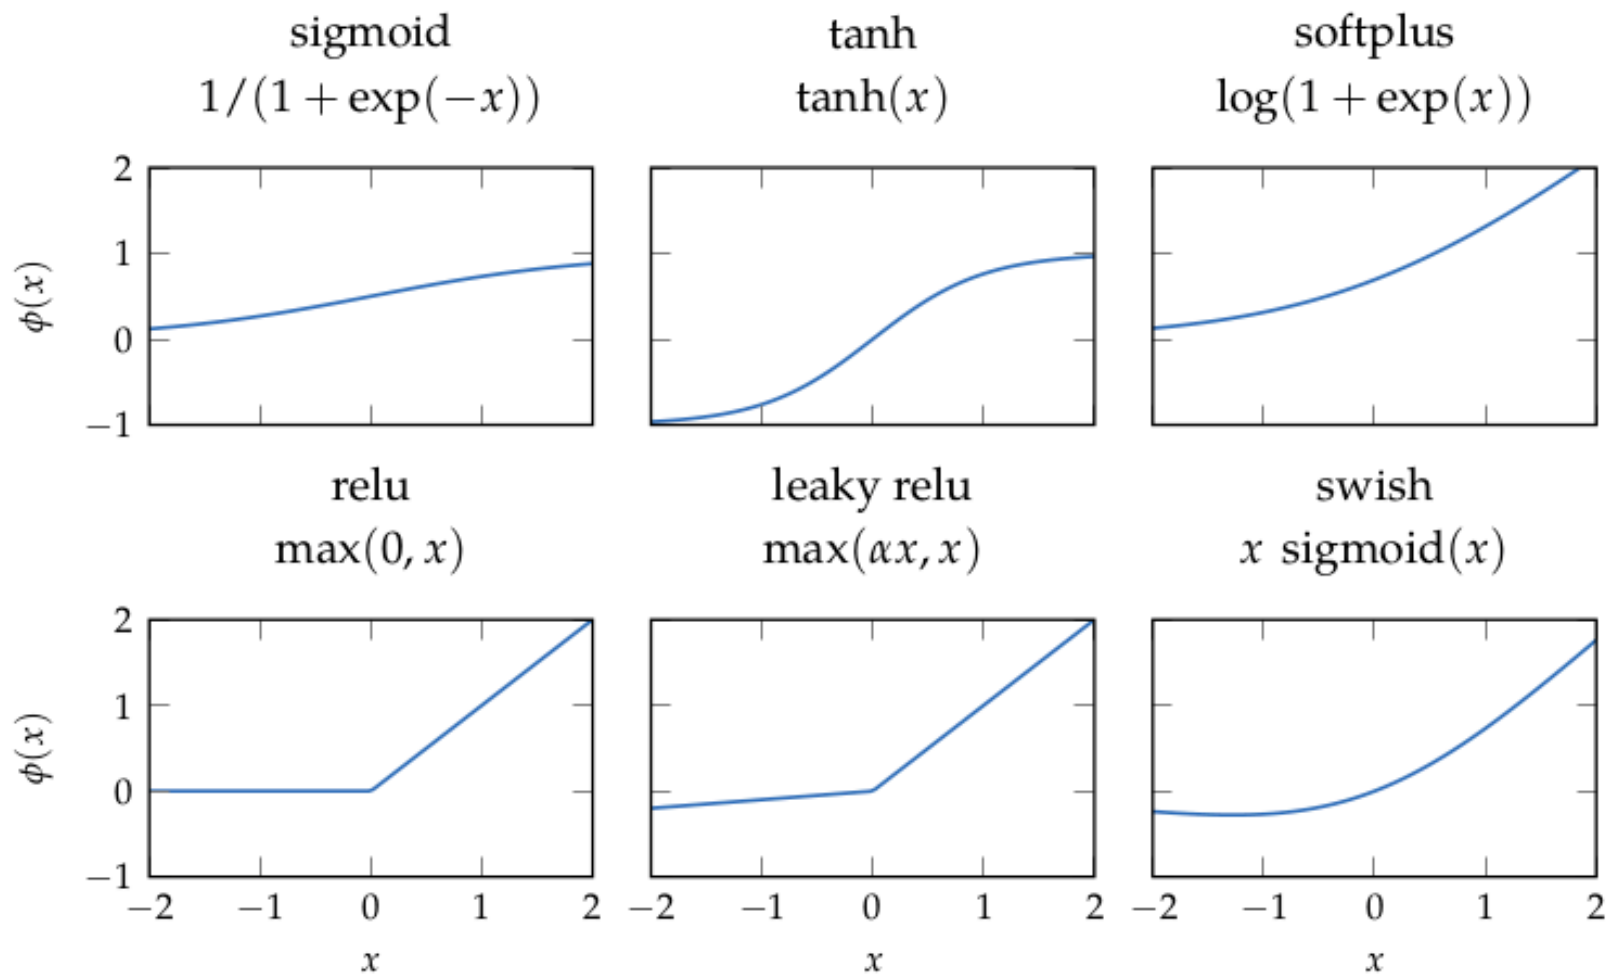 sigmoid
1/(1 + exp(−x))
tanh
tanh(x)
softplus
log(1 + exp(x))
2
1
0
−1
ϕ(x)
relu
max(0, x)
leaky relu
max(αx, x)
swish
x sigmoid(x)
2
1
0
−1
ϕ(x)
−2 −1 0 1 2
x
−2 −1 0 1 2
x
−2 −1 0 1 2
x